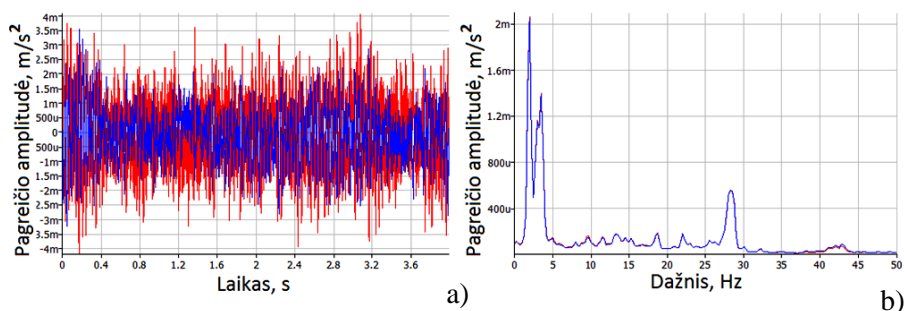 Pagreičio amplitudė, m/s²
4m
3.5m
3m
2.5m
2m
1.5m
1m
500u
0
500u
-1m
-1.5m
-2m
-2.5m
-3m
-3.5m
-4m
0 0.4 0.8 1.2 1.6 2 2.4 2.8 3.2 3.6
Laikas, s
a)
Pagreičio amplitudė, m/s²
2m
1.6m
1.2m
800u
400u
0 5 10 15 20 25 30 35 40 45 50
Dažnis, Hz
b)